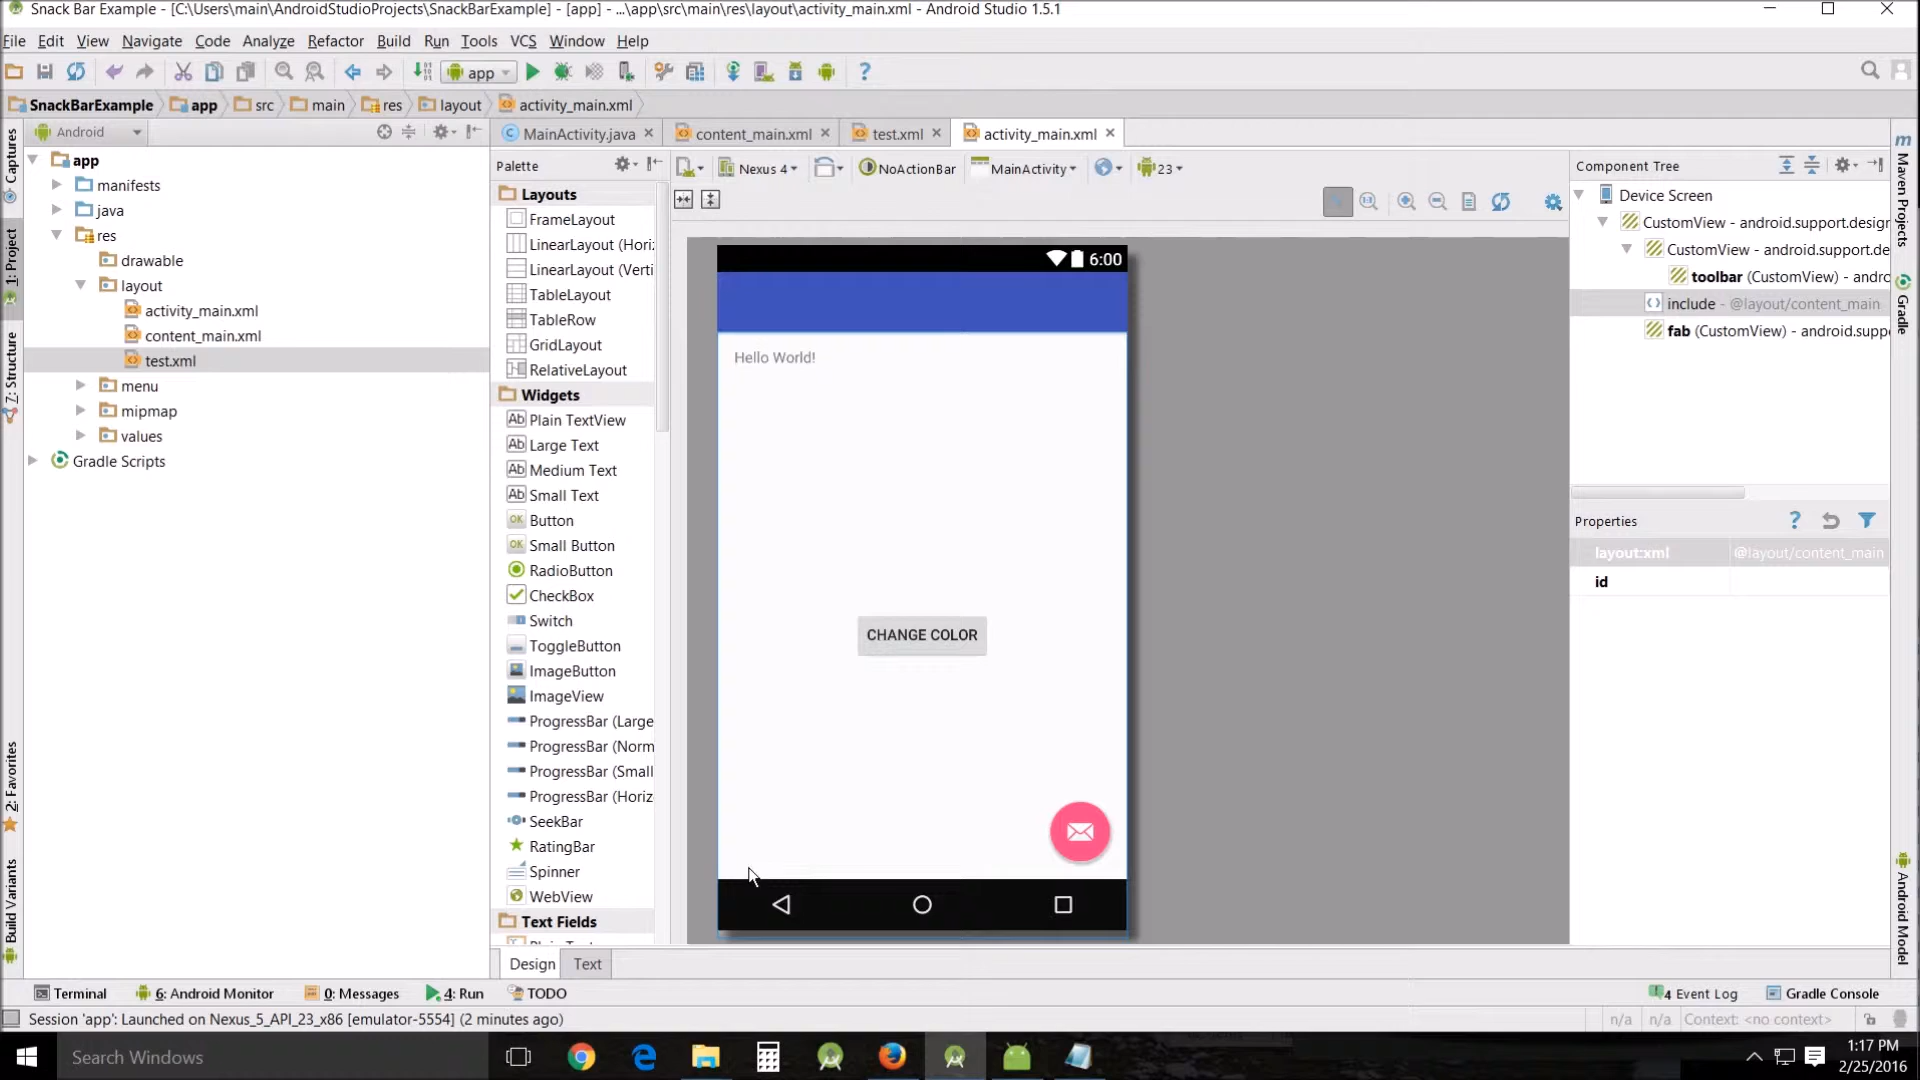 Snack Bar Example - [C:\Users\main\AndroidStudioProjects\SnackBarExample] - [app] - ...\app\src\main\res\layout\activity_main.xml - Android Studio 1.5.1
File Edit View Navigate Code Analyze Refactor Build Run Tools VCS Window Help
app
SnackBarExample app src main res layout activity_main.xml
Android
MainActivity.java content_main.xml test.xml activity_main.xml
Captures
1: Project
7: Structure
2: Favorites
Build Variants
app
manifests
java
res
drawable
layout
activity_main.xml
content_main.xml
test.xml
menu
mipmap
values
Gradle Scripts
Palette
Layouts
FrameLayout
LinearLayout (Hori
LinearLayout (Verti
TableLayout
TableRow
GridLayout
RelativeLayout
Widgets
Plain TextView
Large Text
Medium Text
Small Text
Button
Small Button
RadioButton
CheckBox
Switch
ToggleButton
ImageButton
ImageView
ProgressBar (Large
ProgressBar (Norm
ProgressBar (Small
ProgressBar (Horiz
SeekBar
RatingBar
Spinner
WebView
Text Fields
Nexus 4 NoActionBar MainActivity 23
6:00
Hello World!
CHANGE COLOR
Design Text
Component Tree
Device Screen
CustomView - android.support.design
CustomView - android.support.de
toolbar (CustomView) - andro
include - @layout/content_main
fab (CustomView) - android.suppo
Properties
layout:xml @layout/content_main
id
Maven Projects
Gradle
Android Model
Terminal 6: Android Monitor 0: Messages 4: Run TODO
4 Event Log Gradle Console
Session 'app': Launched on Nexus_5_API_23_x86 [emulator-5554] (2 minutes ago)
n/a n/a Context: <no context>
Search Windows
1:17 PM
2/25/2016